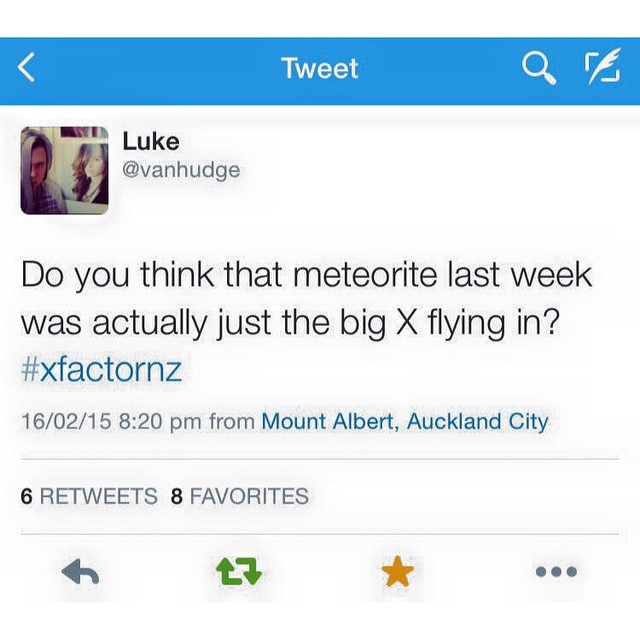 Tweet
Luke
@vanhudge
Do you think that meteorite last week
was actually just the big X flying in?
#xfactornz
16/02/15 8:20 pm from Mount Albert, Auckland City
6 RETWEETS 8 FAVORITES